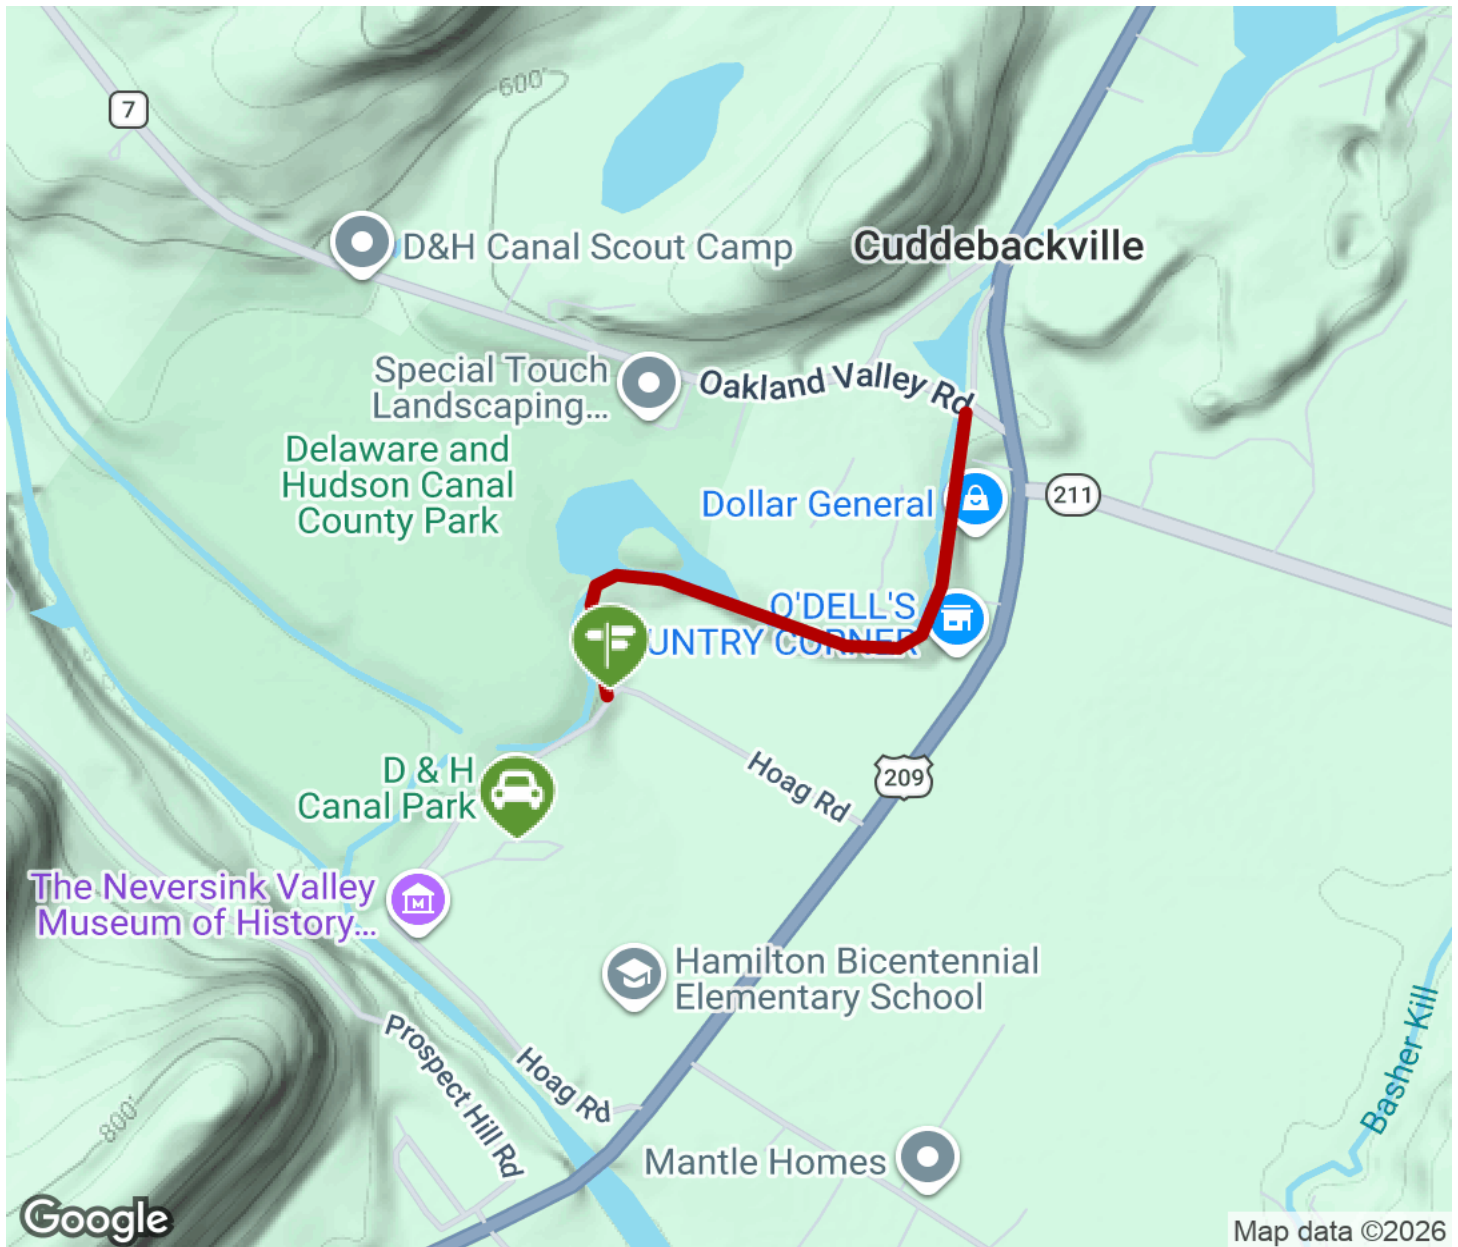 600'
7
D&H Canal Scout Camp
Cuddebackville
Special Touch
Landscaping...
Oakland Valley Rd
Delaware and
Hudson Canal
County Park
Dollar General
211
O'DELL'S
UNTRY CORNER
D & H
Canal Park
Hoag Rd
209
The Neversink Valley
Museum of History...
Hamilton Bicentennial
Elementary School
Prospect Hill Rd
Hoag Rd
Basher Kill
800'
Mantle Homes
Google
Map data ©2026